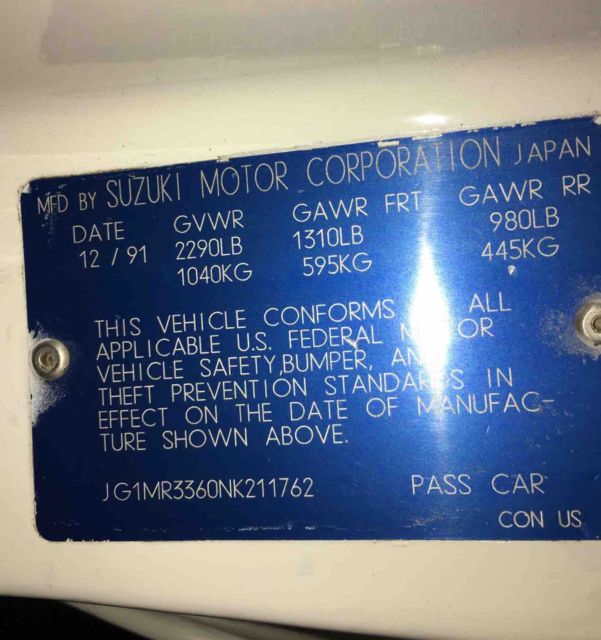 MFD BY SUZUKI MOTOR CORPORATION JAPAN
DATE GVWR GAWR FRT GAWR RR
12 / 91 2290LB 1310LB 980LB
1040KG 595KG 445KG
THIS VEHICLE CONFORMS ALL
APPLICABLE U.S. FEDERAL MOTOR
VEHICLE SAFETY,BUMPER, AND
THEFT PREVENTION STANDARDS IN
EFFECT ON THE DATE OF MANUFAC-
TURE SHOWN ABOVE.
JG1MR3360NK211762 PASS CAR
CON US